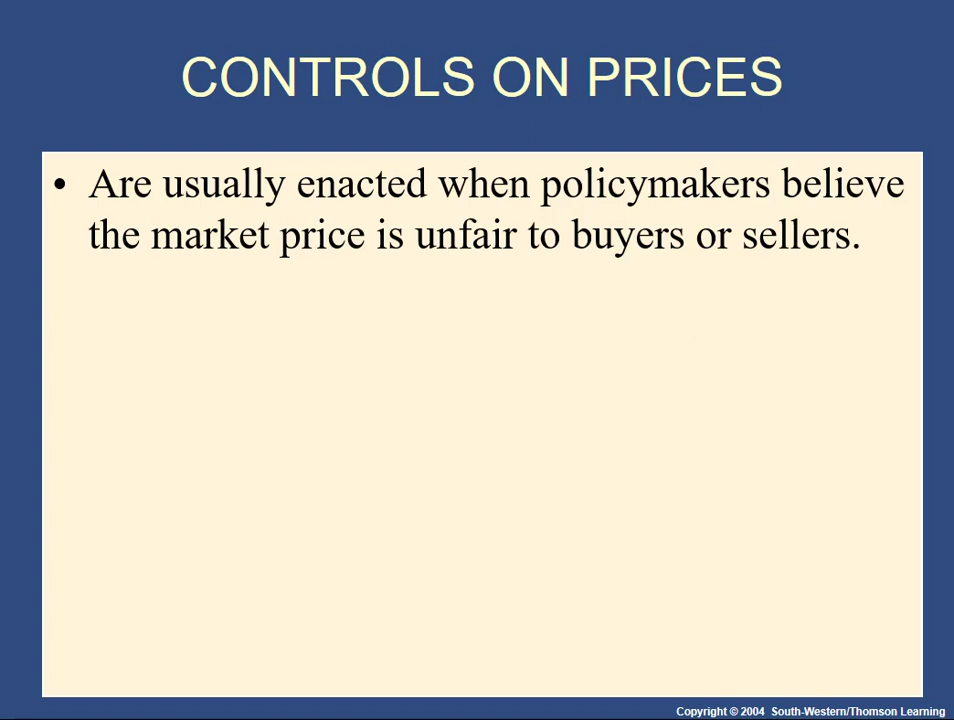 CONTROLS ON PRICES
• Are usually enacted when policymakers believe
the market price is unfair to buyers or sellers.
Copyright © 2004 South-Western/Thomson Learning